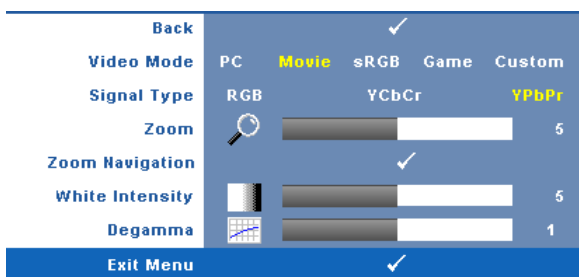 Back
Video Mode PC Movie sRGB Game Custom
Signal Type RGB YCbCr YPbPr
Zoom 5
Zoom Navigation
White Intensity 5
Degamma 1
Exit Menu